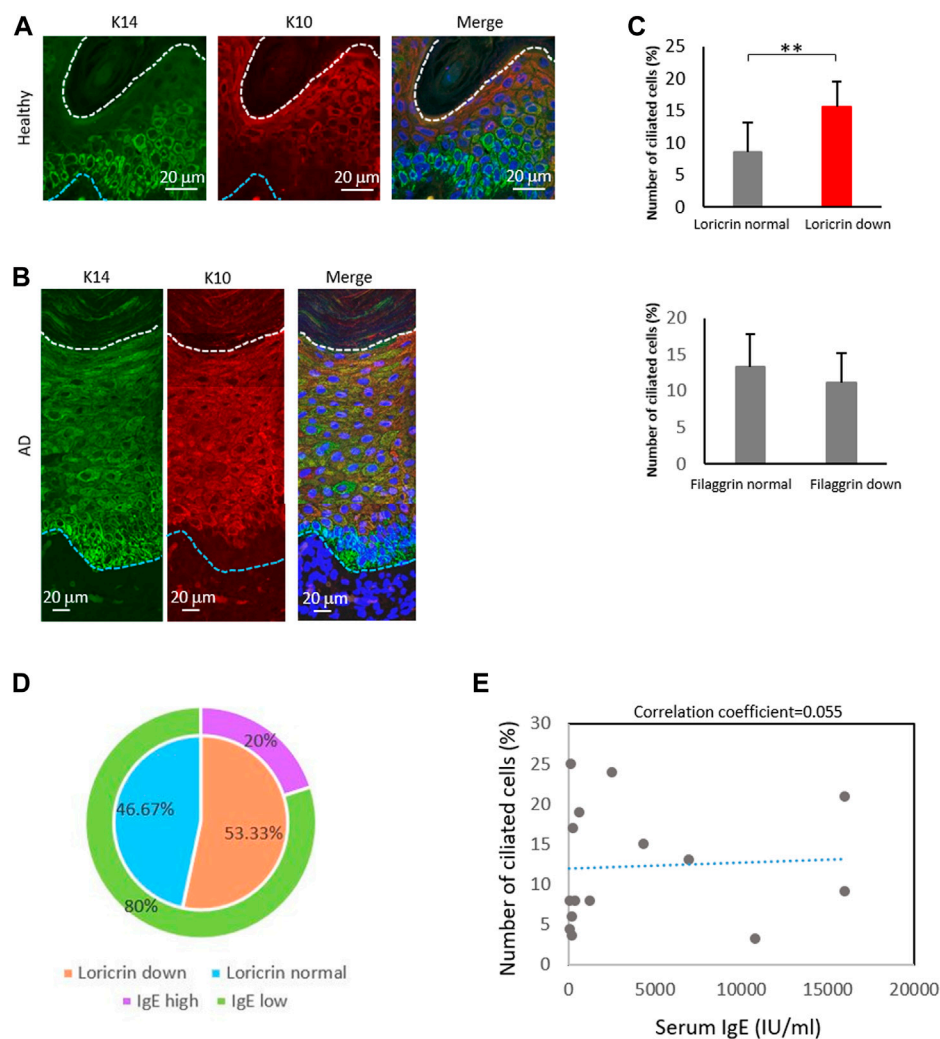 A
K14
K10
Merge
Healthy
20 μm
20 μm
20 μm
B
K14
K10
Merge
AD
20 μm
20 μm
20 μm
C
Number of ciliated cells (%)
25
20
15
10
5
0
**
Loricrin normal
Loricrin down
Number of ciliated cells (%)
20
15
10
5
0
Filaggrin normal
Filaggrin down
D
20%
46.67%
53.33%
80%
Loricrin down
Loricrin normal
IgE high
IgE low
E
Correlation coefficient=0.055
Number of ciliated cells (%)
30
25
20
15
10
5
0
0
5000
10000
15000
20000
Serum IgE (IU/ml)